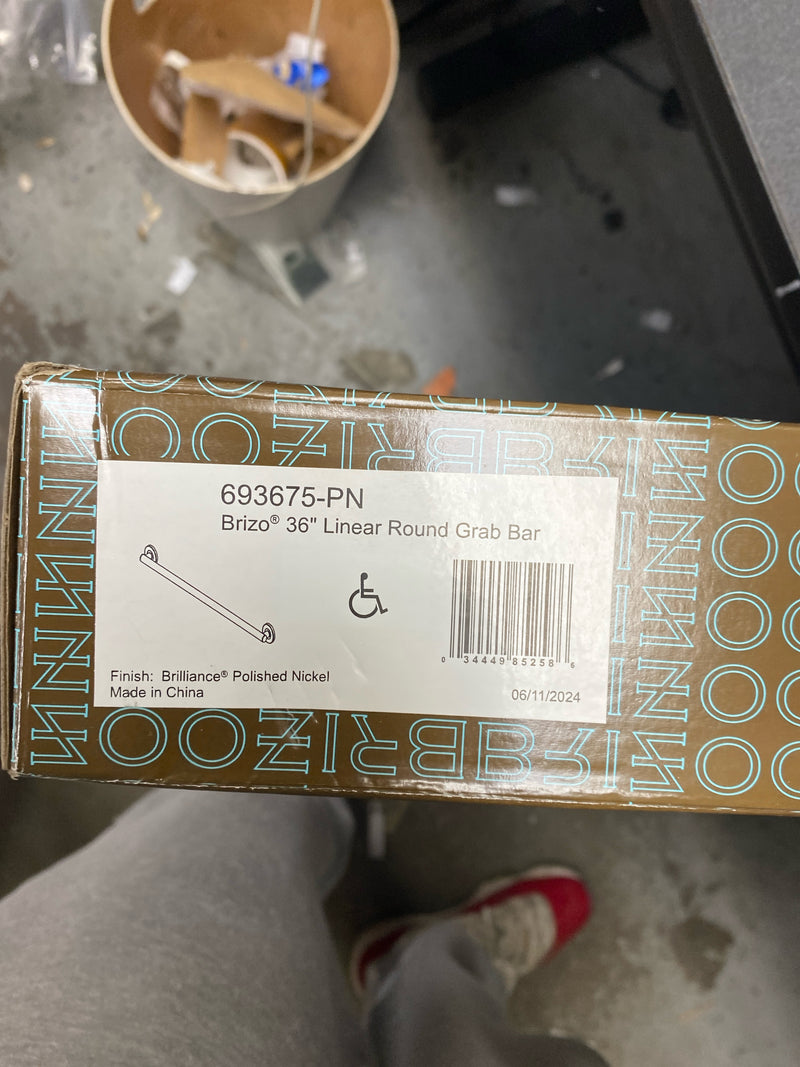 693675-PN
Brizo® 36" Linear Round Grab Bar
0 34449 85258 6
Finish: Brilliance® Polished Nickel
Made in China
06/11/2024
BRIZO